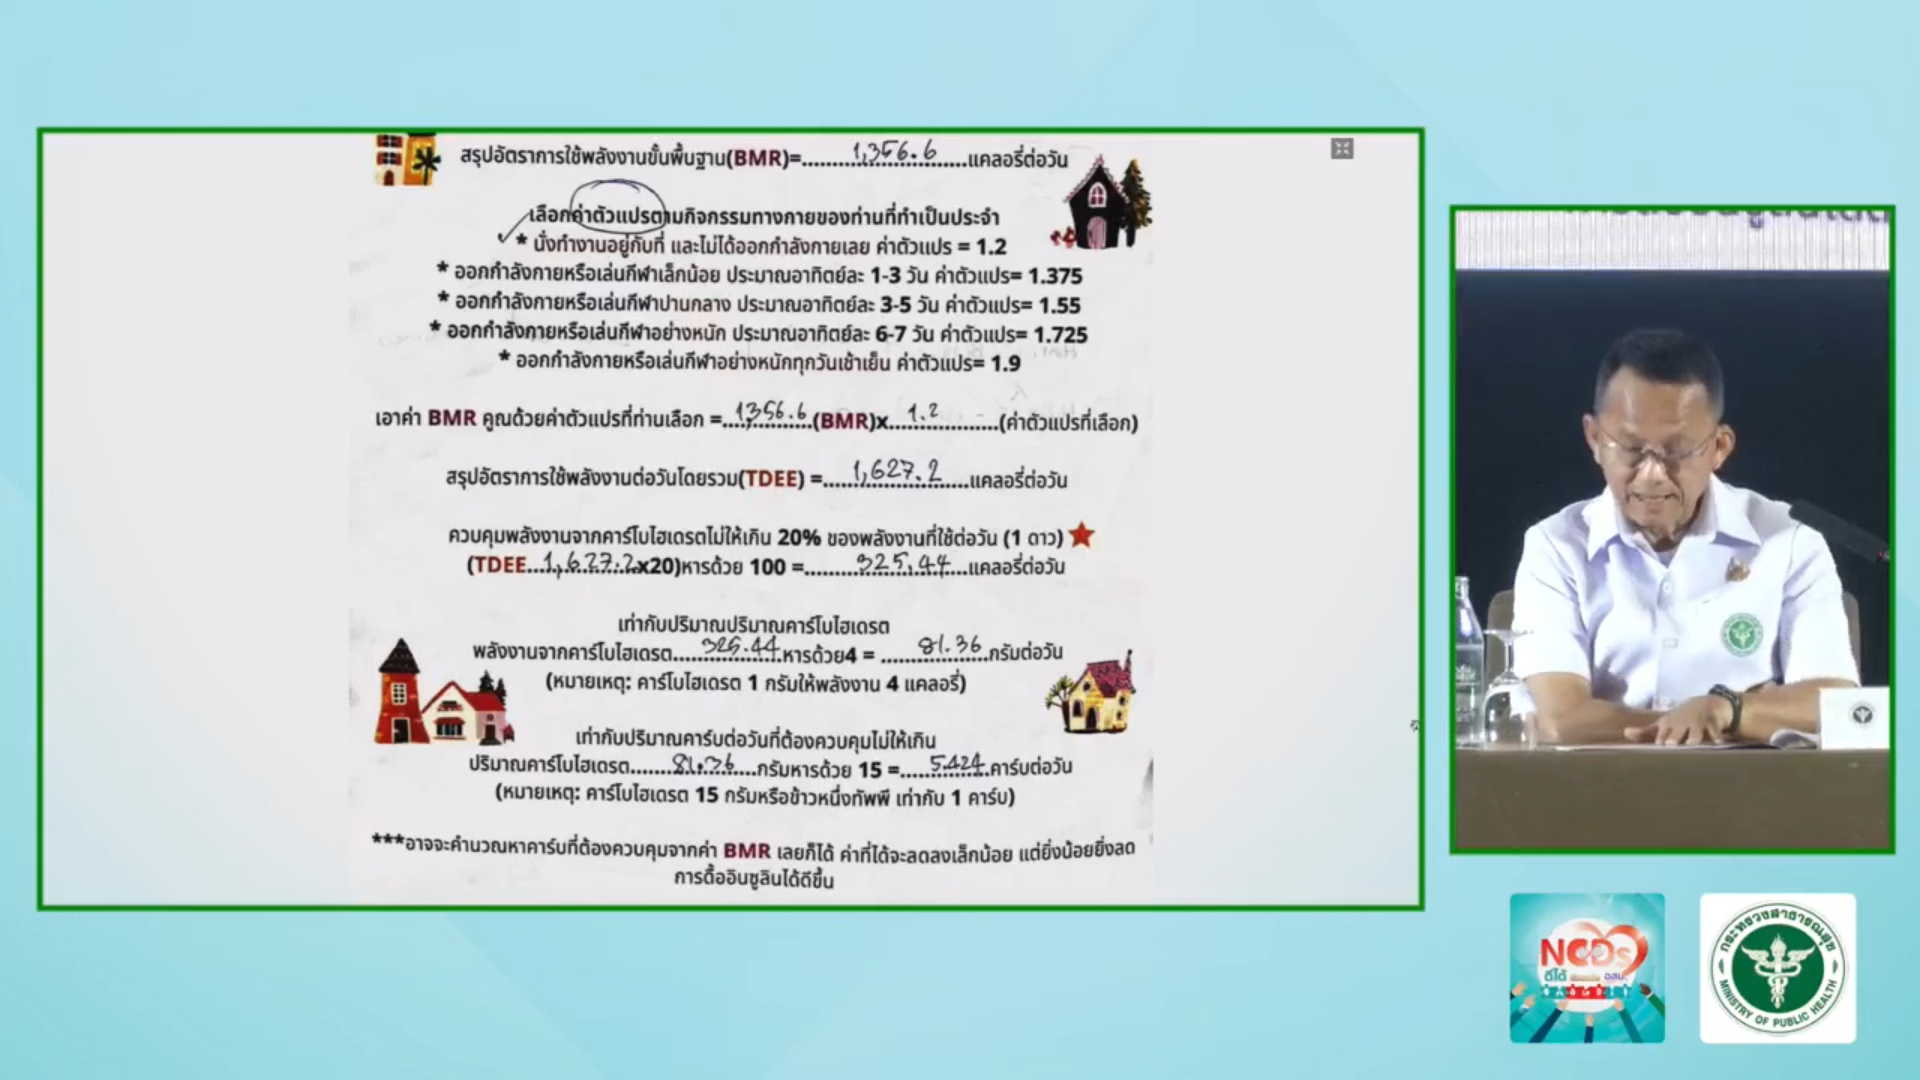 สรุปอัตราการใช้พลังงานขั้นพื้นฐาน(BMR)=....1,356.6....แคลอรี่ต่อวัน
เลือกค่าตัวแปรตามกิจกรรมทางกายของท่านที่ทำเป็นประจำ
* นั่งทำงานอยู่กับที่ และไม่ได้ออกกำลังกายเลย ค่าตัวแปร = 1.2
* ออกกำลังกายหรือเล่นกีฬาเล็กน้อย ประมาณอาทิตย์ละ 1-3 วัน ค่าตัวแปร= 1.375
* ออกกำลังกายหรือเล่นกีฬาปานกลาง ประมาณอาทิตย์ละ 3-5 วัน ค่าตัวแปร= 1.55
* ออกกำลังกายหรือเล่นกีฬาอย่างหนัก ประมาณอาทิตย์ละ 6-7 วัน ค่าตัวแปร= 1.725
* ออกกำลังกายหรือเล่นกีฬาอย่างหนักทุกวันเช้าเย็น ค่าตัวแปร= 1.9
เอาค่า BMR คูณด้วยค่าตัวแปรที่ท่านเลือก =....1356.6....(BMR)x....1.2....(ค่าตัวแปรที่เลือก)
สรุปอัตราการใช้พลังงานต่อวันโดยรวม(TDEE) =....1,627.2....แคลอรี่ต่อวัน
ควบคุมพลังงานจากคาร์โบไฮเดรตไม่ให้เกิน 20% ของพลังงานที่ใช้ต่อวัน (1 ดาว)
(TDEE....1,627.2...x20)หารด้วย 100 =....325.44....แคลอรี่ต่อวัน
เท่ากับปริมาณปริมาณคาร์โบไฮเดรต
พลังงานจากคาร์โบไฮเดรต....325.44....หารด้วย4 = ....81.36....กรัมต่อวัน
(หมายเหตุ: คาร์โบไฮเดรต 1 กรัมให้พลังงาน 4 แคลอรี่)
เท่ากับปริมาณคาร์บต่อวันที่ต้องควบคุมไม่ให้เกิน
ปริมาณคาร์โบไฮเดรต....81.36....กรัมหารด้วย 15 =....5.424....คาร์บต่อวัน
(หมายเหตุ: คาร์โบไฮเดรต 15 กรัมหรือข้าวหนึ่งทัพพี เท่ากับ 1 คาร์บ)
***อาจจะคำนวณหาคาร์บที่ต้องควบคุมจากค่า BMR เลยก็ได้ ค่าที่ได้จะลดลงเล็กน้อย แต่ยิ่งน้อยยิ่งลด
การดื้ออินซูลินได้ดีขึ้น
NCDs
ดีได้ อสม.
กระทรวงสาธารณสุข
MINISTRY OF PUBLIC HEALTH